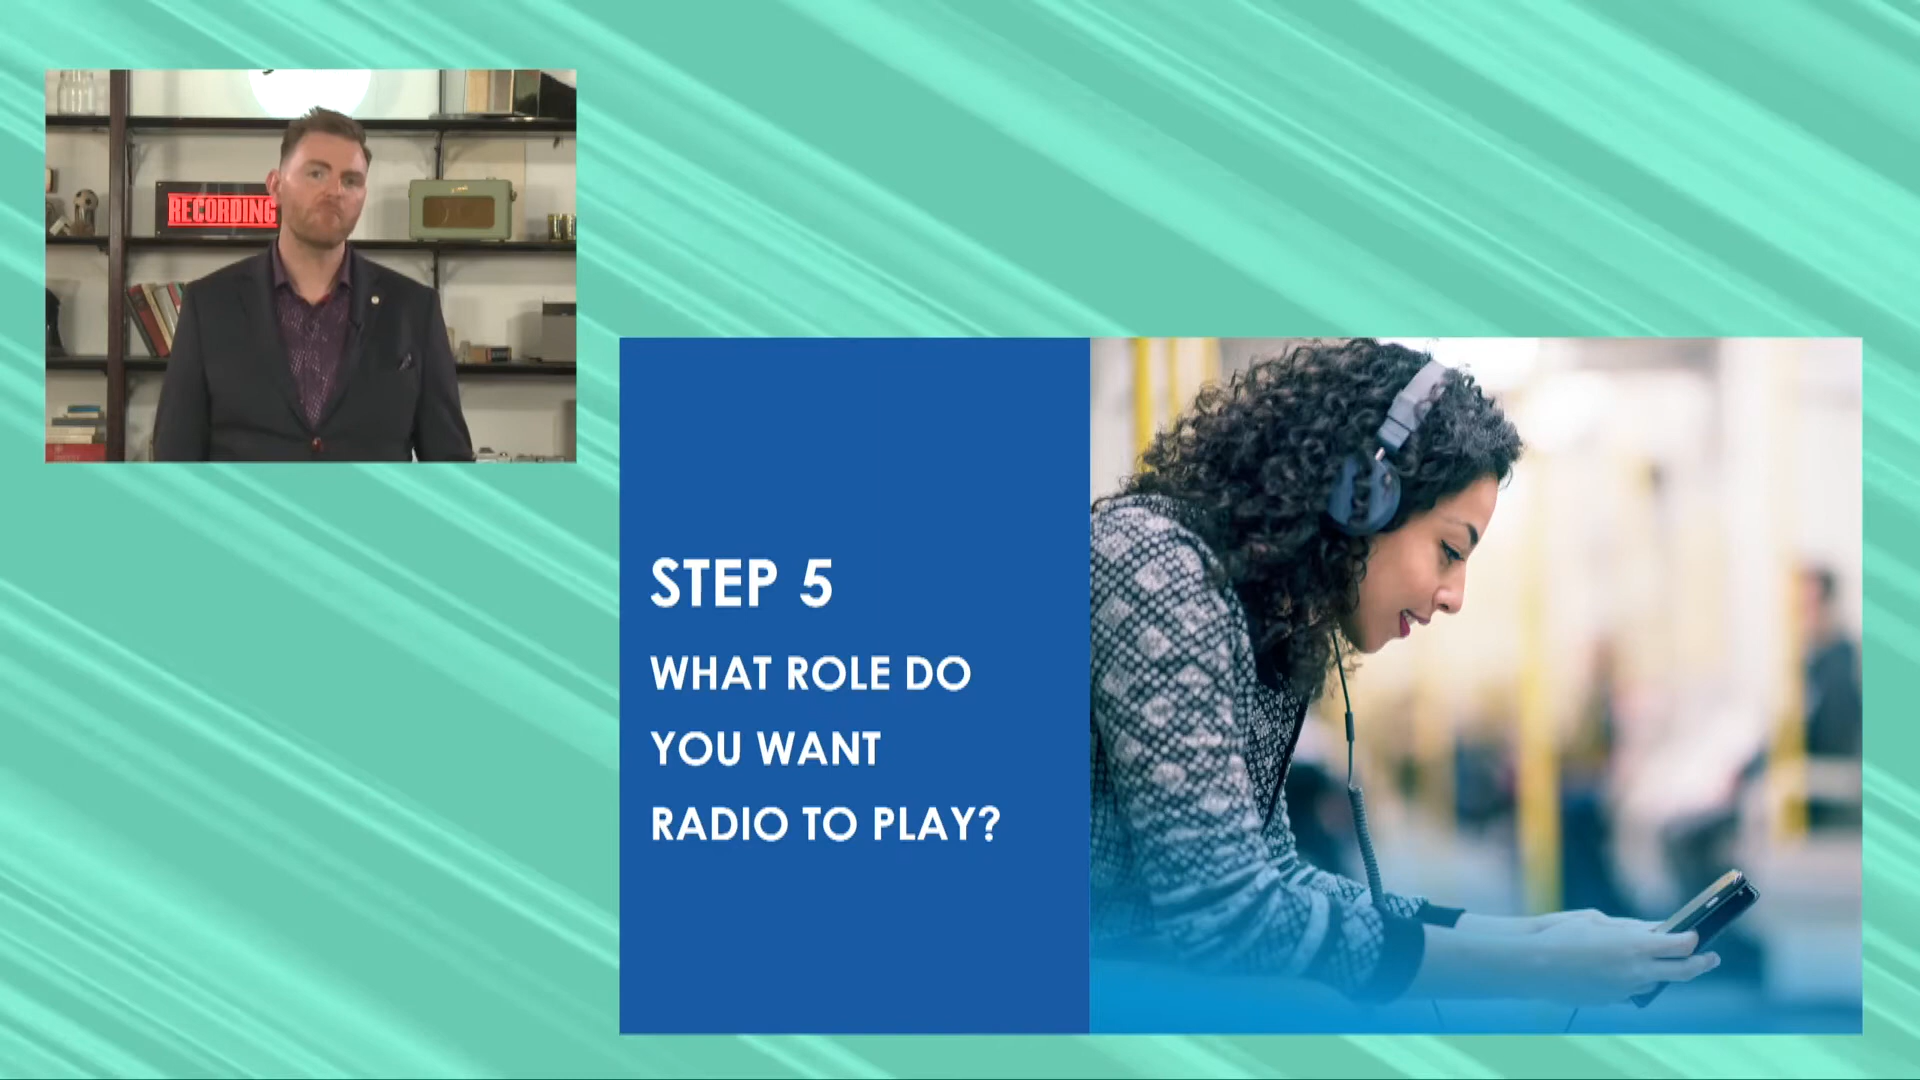 RECORDING
STEP 5
WHAT ROLE DO
YOU WANT
RADIO TO PLAY?